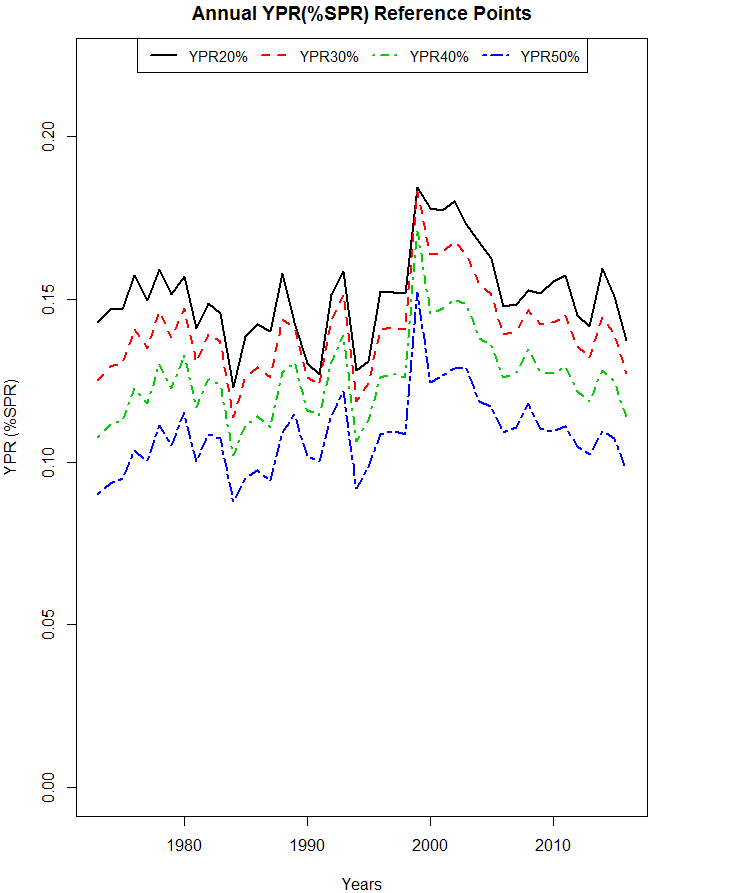 Annual YPR(%SPR) Reference Points
YPR20% YPR30% YPR40% YPR50%
YPR (%SPR)
0.20
0.15
0.10
0.05
0.00
1980 1990 2000 2010
Years